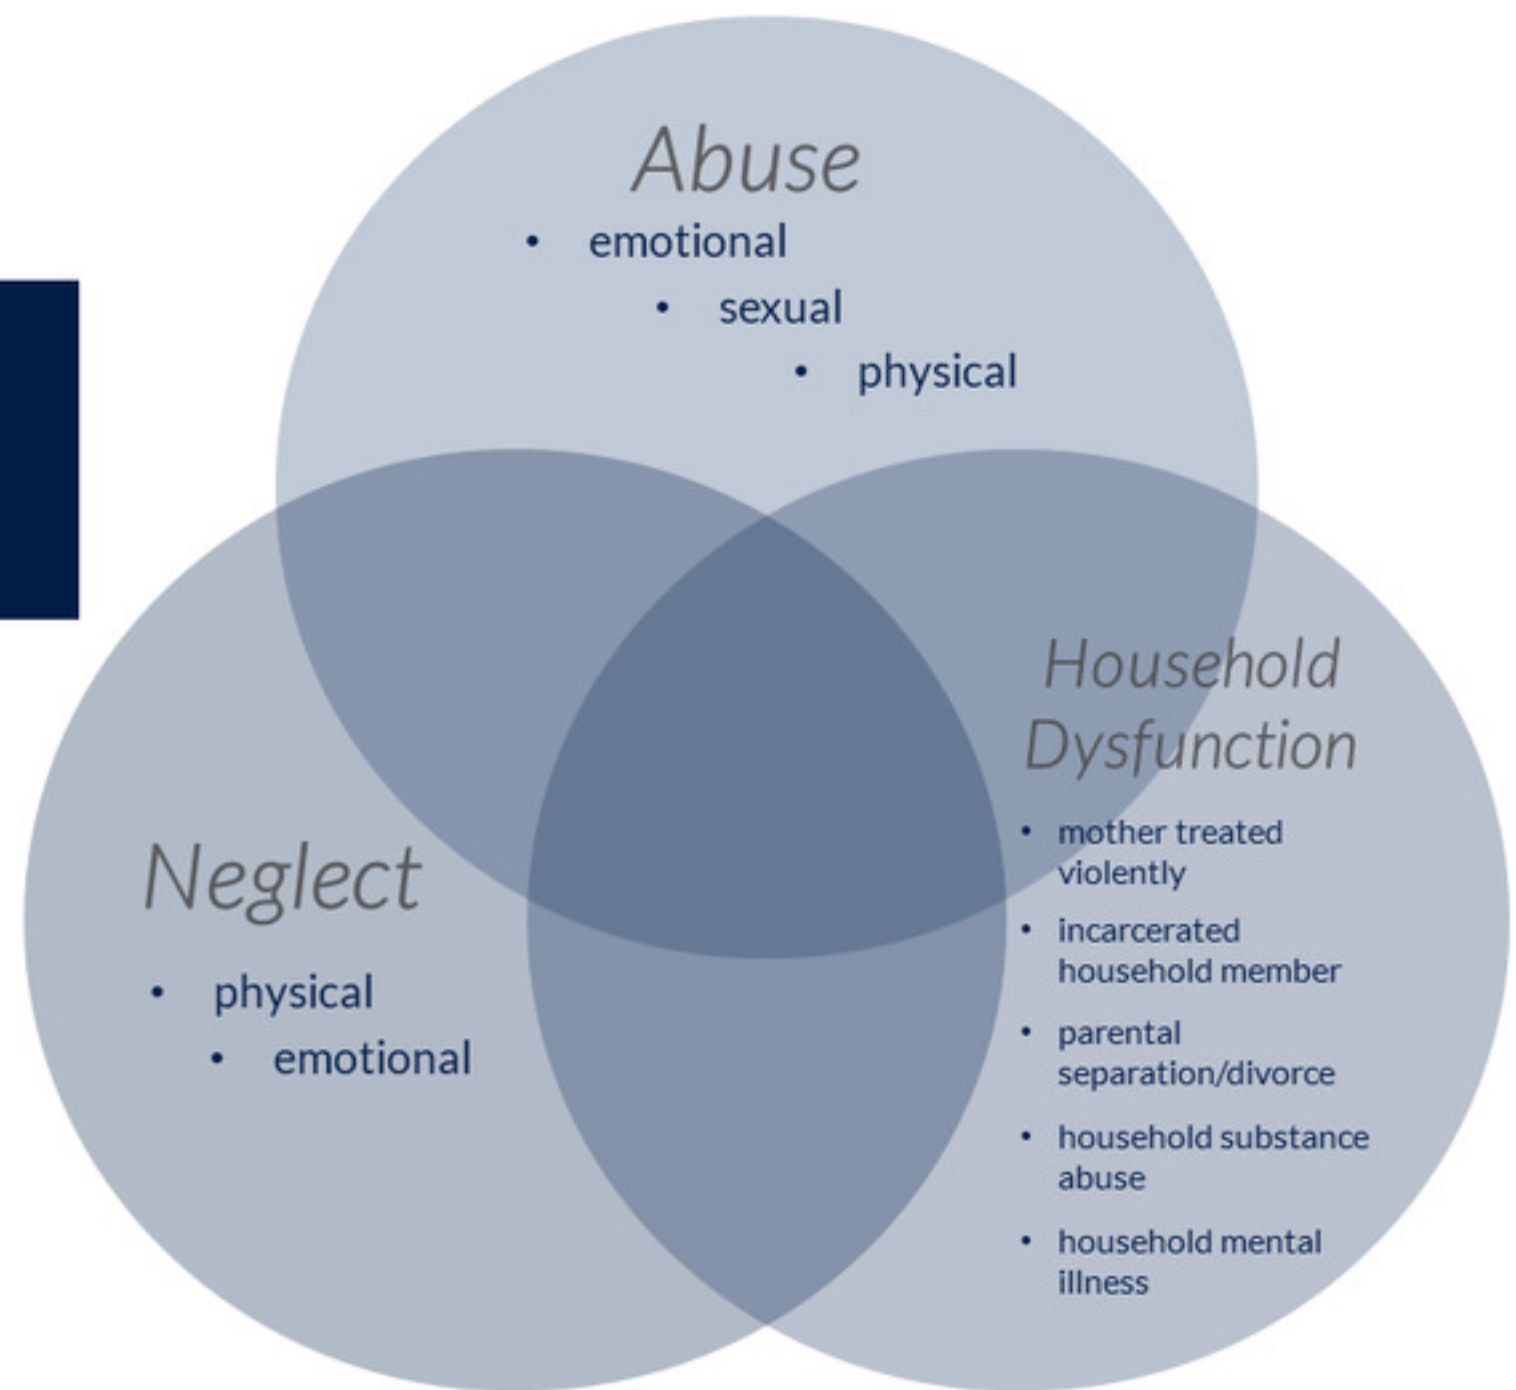 Abuse
• emotional
• sexual
• physical
Household
Dysfunction
• mother treated
violently
• incarcerated
household member
• parental
separation/divorce
• household substance
abuse
• household mental
illness
Neglect
• physical
• emotional